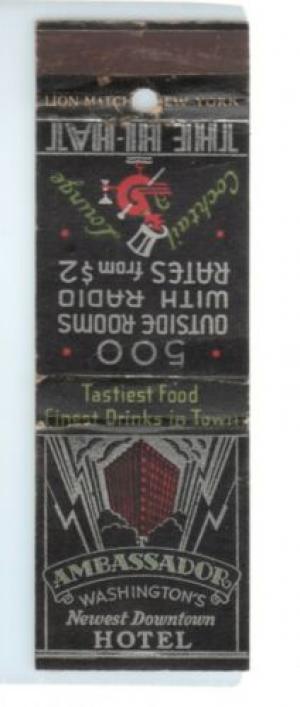 LION MATCH NEW YORK
THE HI-HAT
Cocktail Lounge
500
OUTSIDE ROOMS
WITH RADIO
RATES from $2
Tastiest Food
Finest Drinks in Town
AMBASSADOR
WASHINGTON'S
Newest Downtown
HOTEL